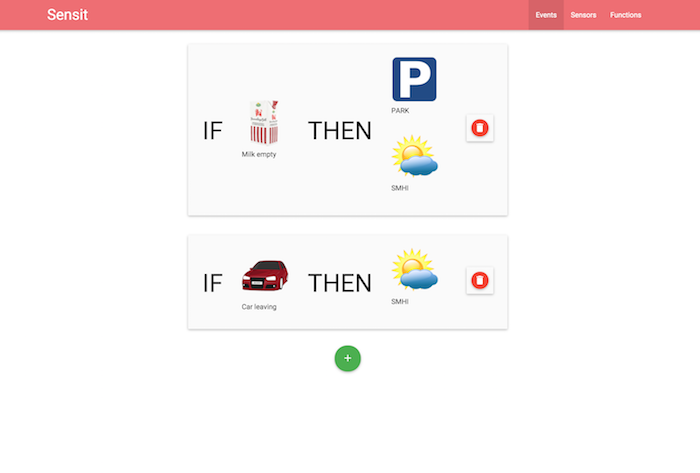 Sensit
Events Sensors Functions
P
PARK
IF
THEN
Milk empty
SMHI
IF
THEN
Car leaving
SMHI
+